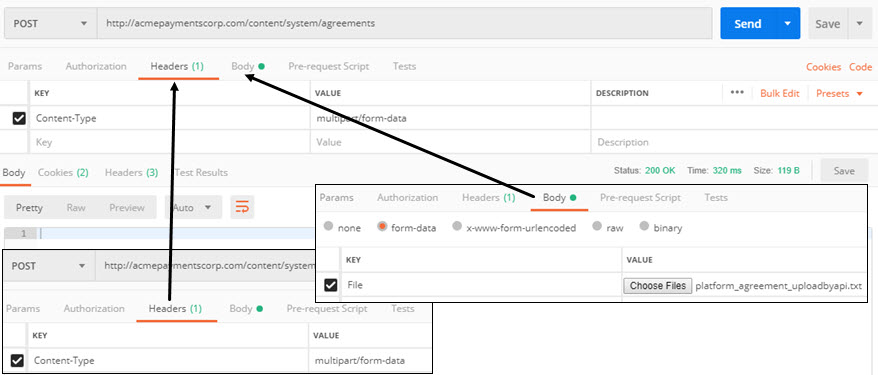 POST http://acmepaymentscorp.com/content/system/agreements Send Save
Params Authorization Headers (1) Body Pre-request Script Tests Cookies Code
KEY VALUE DESCRIPTION ••• Bulk Edit Presets
Content-Type multipart/form-data
Key Value Description
Body Cookies (2) Headers (3) Test Results Status: 200 OK Time: 320 ms Size: 119 B Save
Pretty Raw Preview Auto
1
Params Authorization Headers (1) Body Pre-request Script Tests
none form-data x-www-form-urlencoded raw binary
KEY VALUE
File Choose Files platform_agreement_uploadbyapi.txt
POST http://acmepaymentscorp.com/content/system
Params Authorization Headers (1) Body Pre-request Script Tests
KEY VALUE
Content-Type multipart/form-data